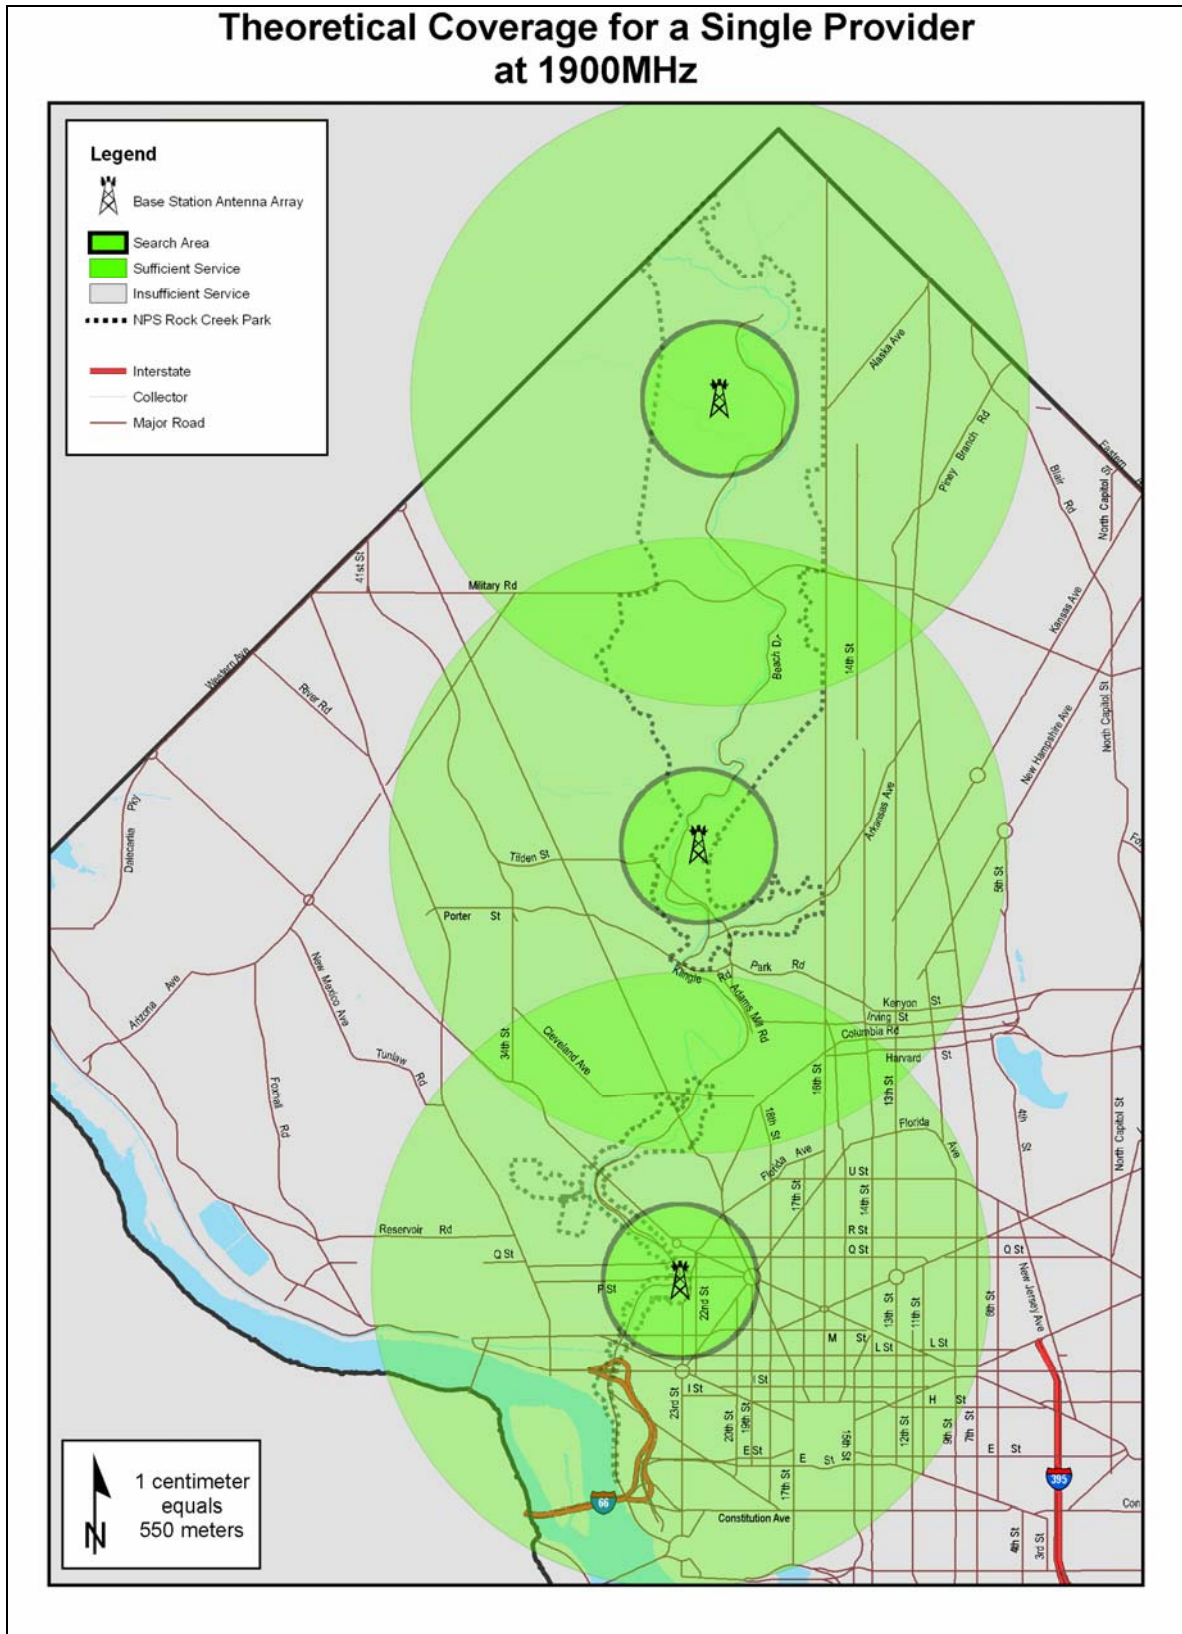 Theoretical Coverage for a Single Provider
at 1900MHz
Legend
Base Station Antenna Array
Search Area
Sufficient Service
Insufficient Service
NPS Rock Creek Park
Interstate
Collector
Major Road
Alaska Ave
Piney Branch Rd
Eastern
Blair Rd
North Capitol St
41st St
Military Rd
Kansas Ave
Western Ave
River Rd
Beach Dr
14th St
North Capitol St
New Hampshire Ave
Dalecarlia Pky
Arkansas Ave
Tilden St
5th St
Porter St
New Mexico Ave
Klingle Rd
Park Rd
Arizona Ave
Adams Mill Rd
Kenyon St
Irving St
Columbia Rd
34th St
Cleveland Ave
Harvard St
Tunlaw Rd
16th St
13th St
Foxhall Rd
18th St
4th St
North Capitol St
Florida Ave
Florida Ave
U St
17th St
14th St
Reservoir Rd
R St
Q St
Q St
Q St
P St
22nd St
New Jersey Ave
13th St
11th St
6th St
M St
L St
L St
I St
I St
23rd St
20th St
19th St
H St
15th St
12th St
9th St
7th St
E St
E St
E St
17th St
395
66
1 centimeter
equals
550 meters
N
Constitution Ave
Con
4th St
3rd St